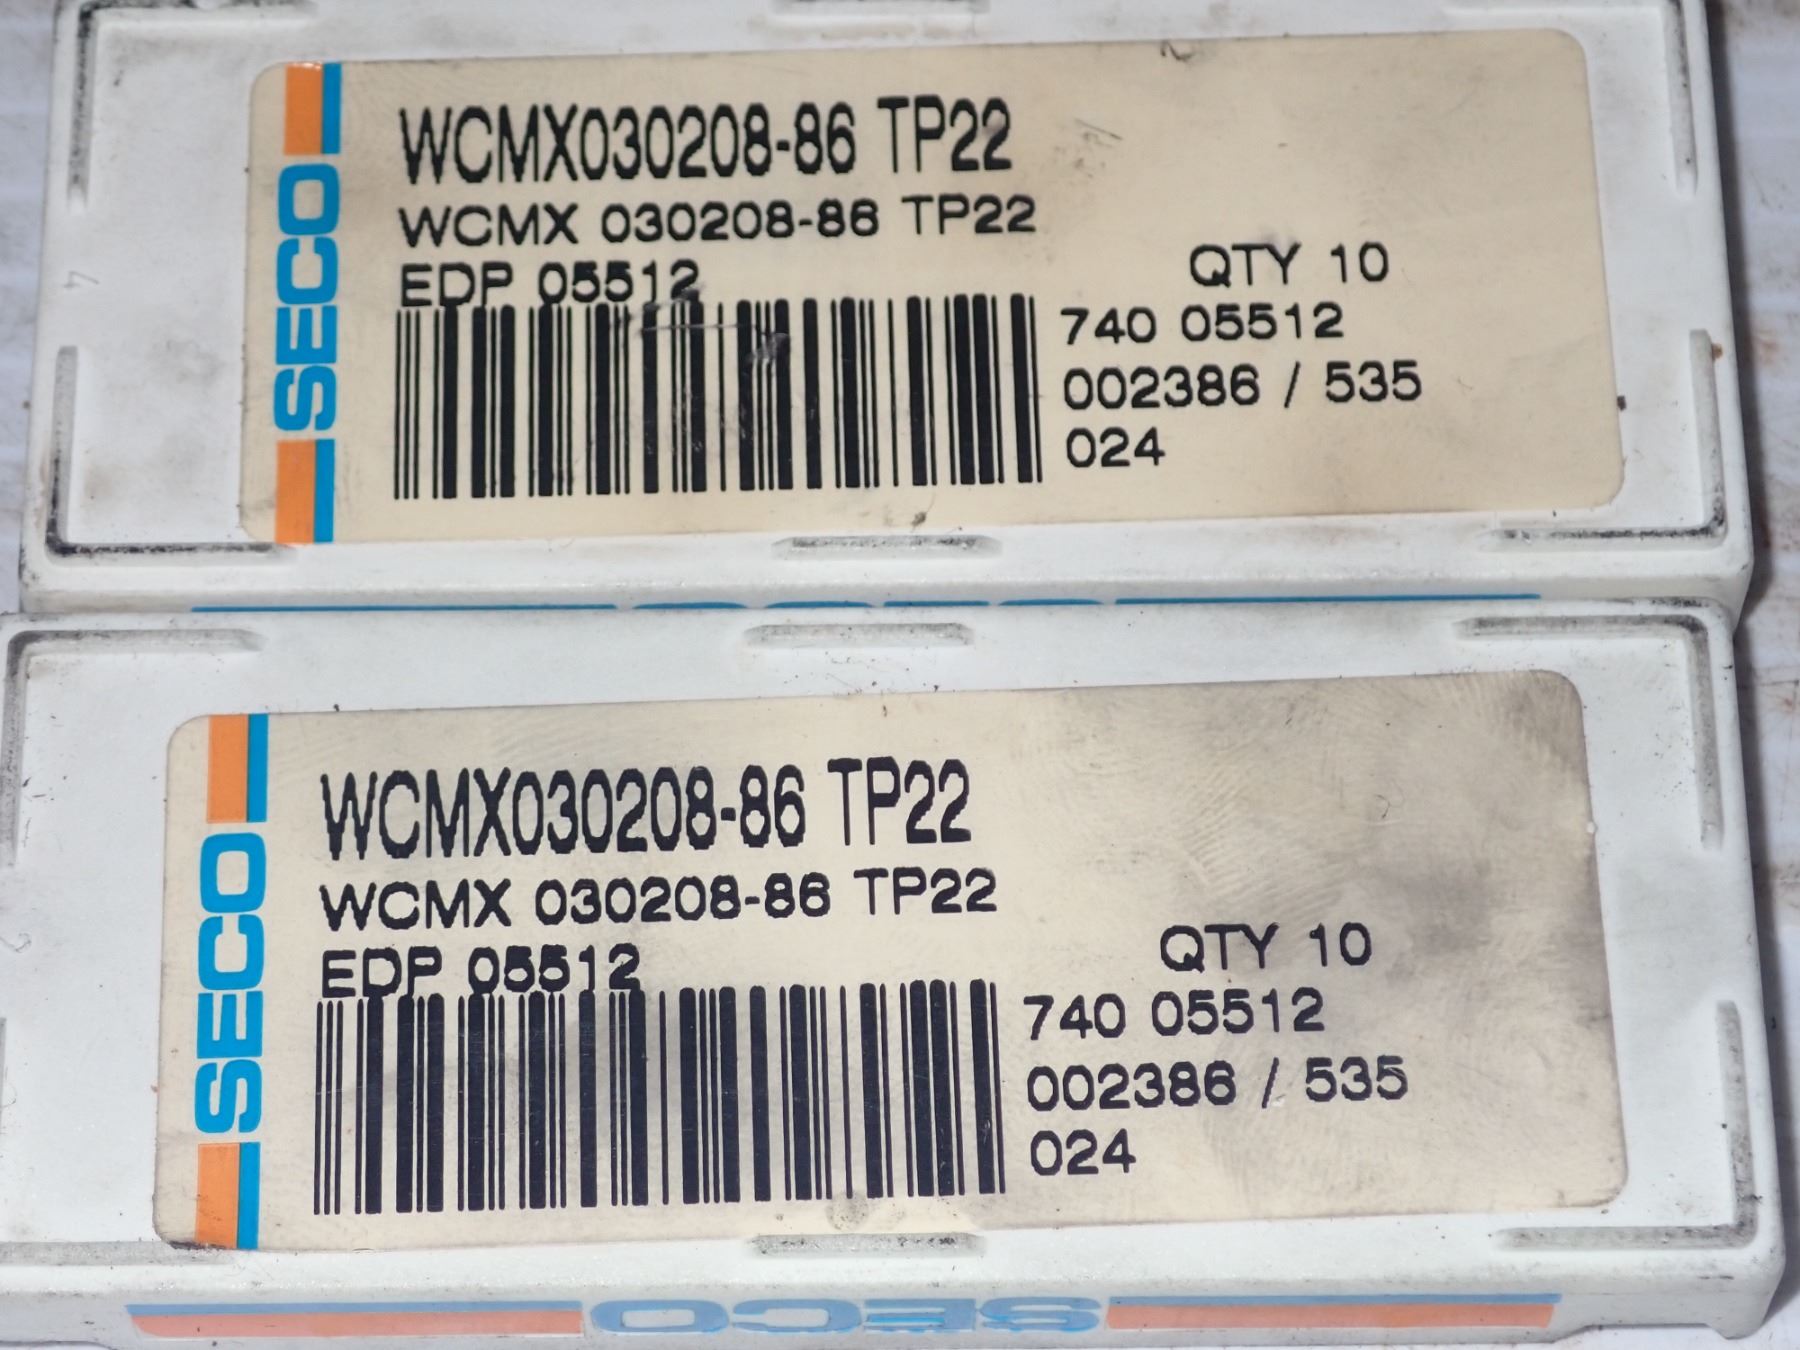 SECO
WCMX030208-86 TP22
WCMX 030208-86 TP22
EDP 05512
QTY 10
740 05512
002386 / 535
024
SECO
WCMX030208-86 TP22
WCMX 030208-86 TP22
EDP 05512
QTY 10
740 05512
002386 / 535
024
SECO